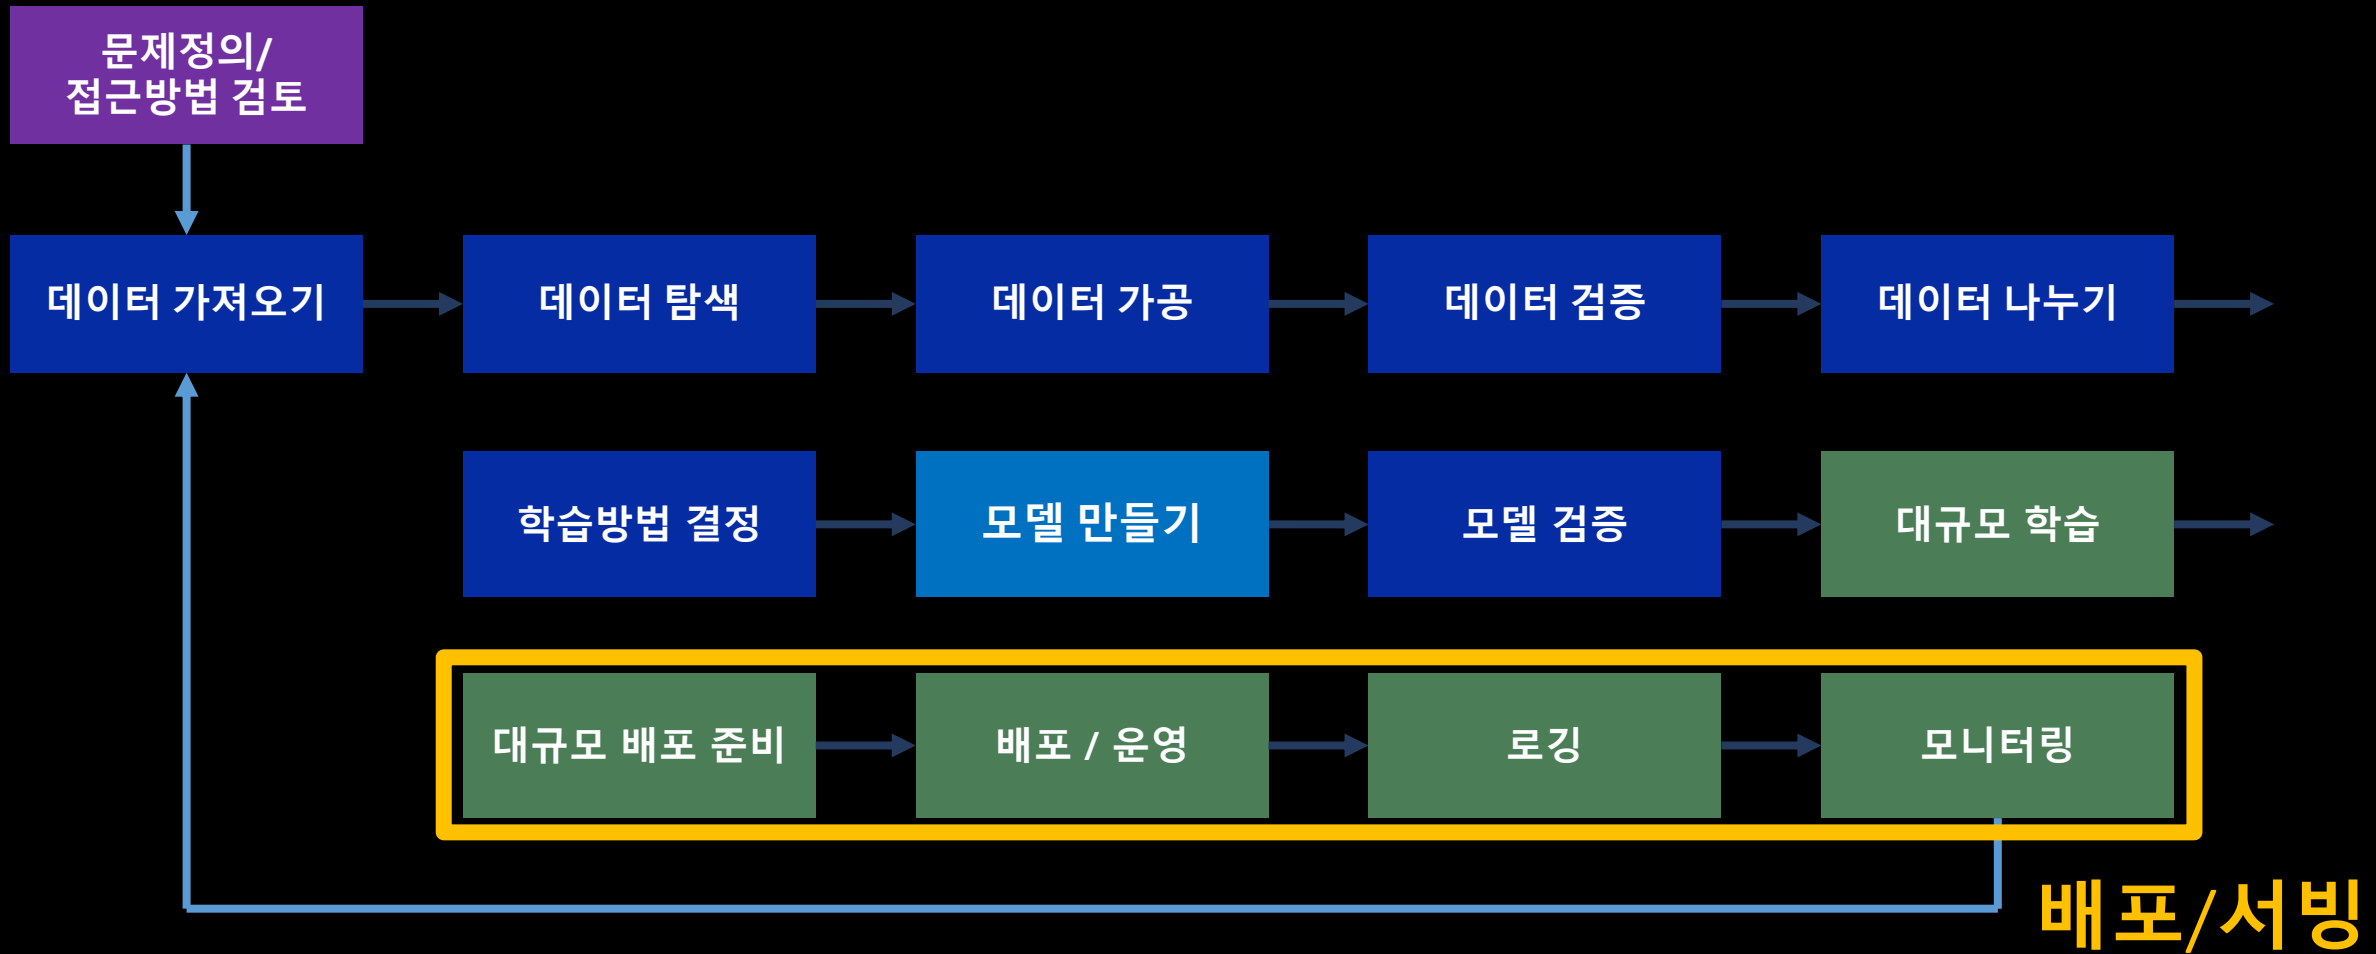 문제정의/
접근방법 검토
데이터 가져오기
데이터 탐색
데이터 가공
데이터 검증
데이터 나누기
학습방법 결정
모델 만들기
모델 검증
대규모 학습
대규모 배포 준비
배포 / 운영
로깅
모니터링
배포/서빙